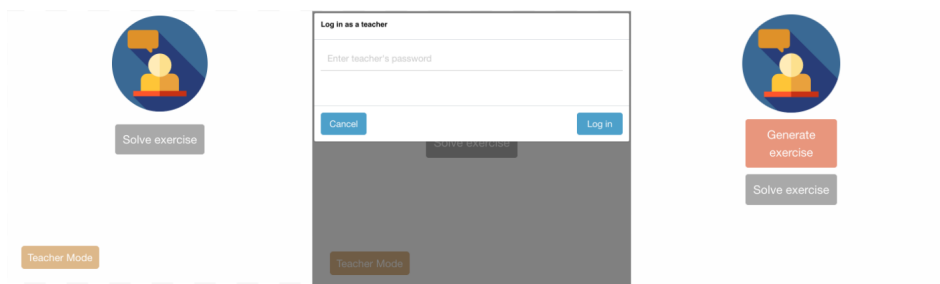 Solve exercise
Teacher Mode
Log in as a teacher
Enter teacher's password
Cancel
Log in
Solve exercise
Teacher Mode
Generate
exercise
Solve exercise